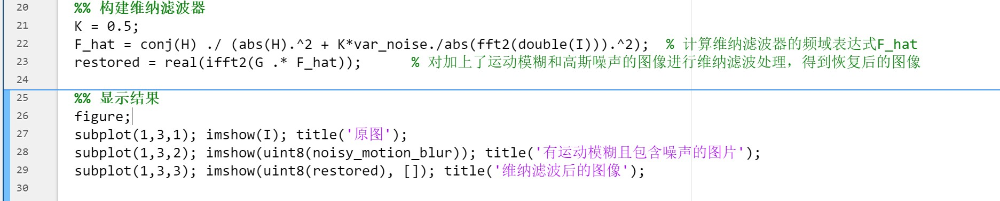 20 %% 构建维纳滤波器
21 K = 0.5;
22 F_hat = conj(H) ./ (abs(H).^2 + K*var_noise./abs(fft2(double(I))).^2); % 计算维纳滤波器的频域表达式F_hat
23 restored = real(ifft2(G .* F_hat)); % 对加上了运动模糊和高斯噪声的图像进行维纳滤波处理，得到恢复后的图像
24
25 %% 显示结果
26 figure;
27 subplot(1,3,1); imshow(I); title('原图');
28 subplot(1,3,2); imshow(uint8(noisy_motion_blur)); title('有运动模糊且包含噪声的图片');
29 subplot(1,3,3); imshow(uint8(restored), []); title('维纳滤波后的图像');
30